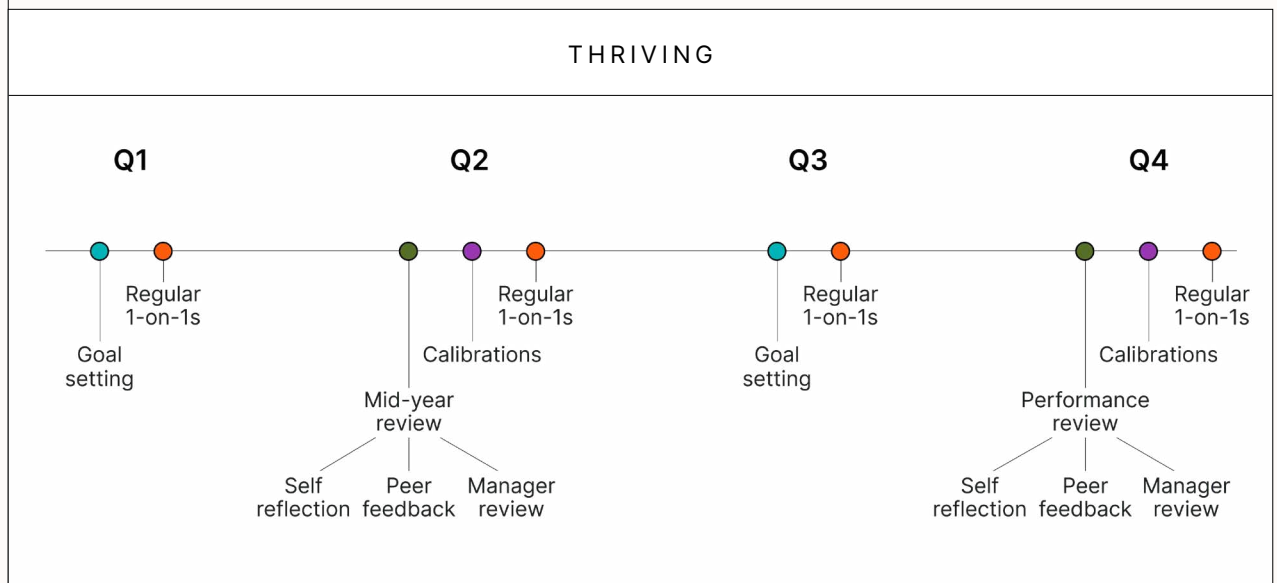 THRIVING
Q1
Q2
Q3
Q4
Regular
1-on-1s
Regular
1-on-1s
Regular
1-on-1s
Regular
1-on-1s
Goal
setting
Calibrations
Goal
setting
Calibrations
Mid-year
review
Performance
review
Self
reflection
Peer
feedback
Manager
review
Self
reflection
Peer
feedback
Manager
review